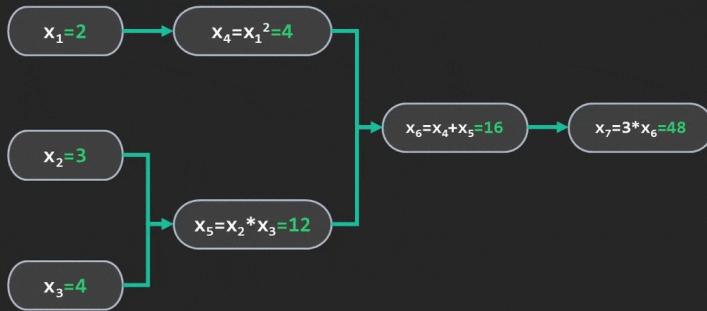 x₁=2
x₄=x₁²=4
x₆=x₄+x₅=16
x₇=3*x₆=48
x₂=3
x₅=x₂*x₃=12
x₃=4